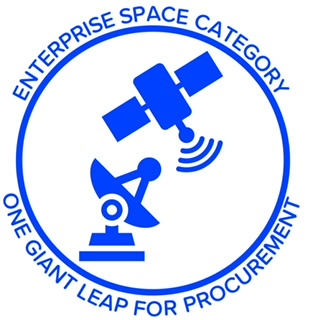 ENTERPRISE SPACE CATEGORY
ONE GIANT LEAP FOR PROCUREMENT